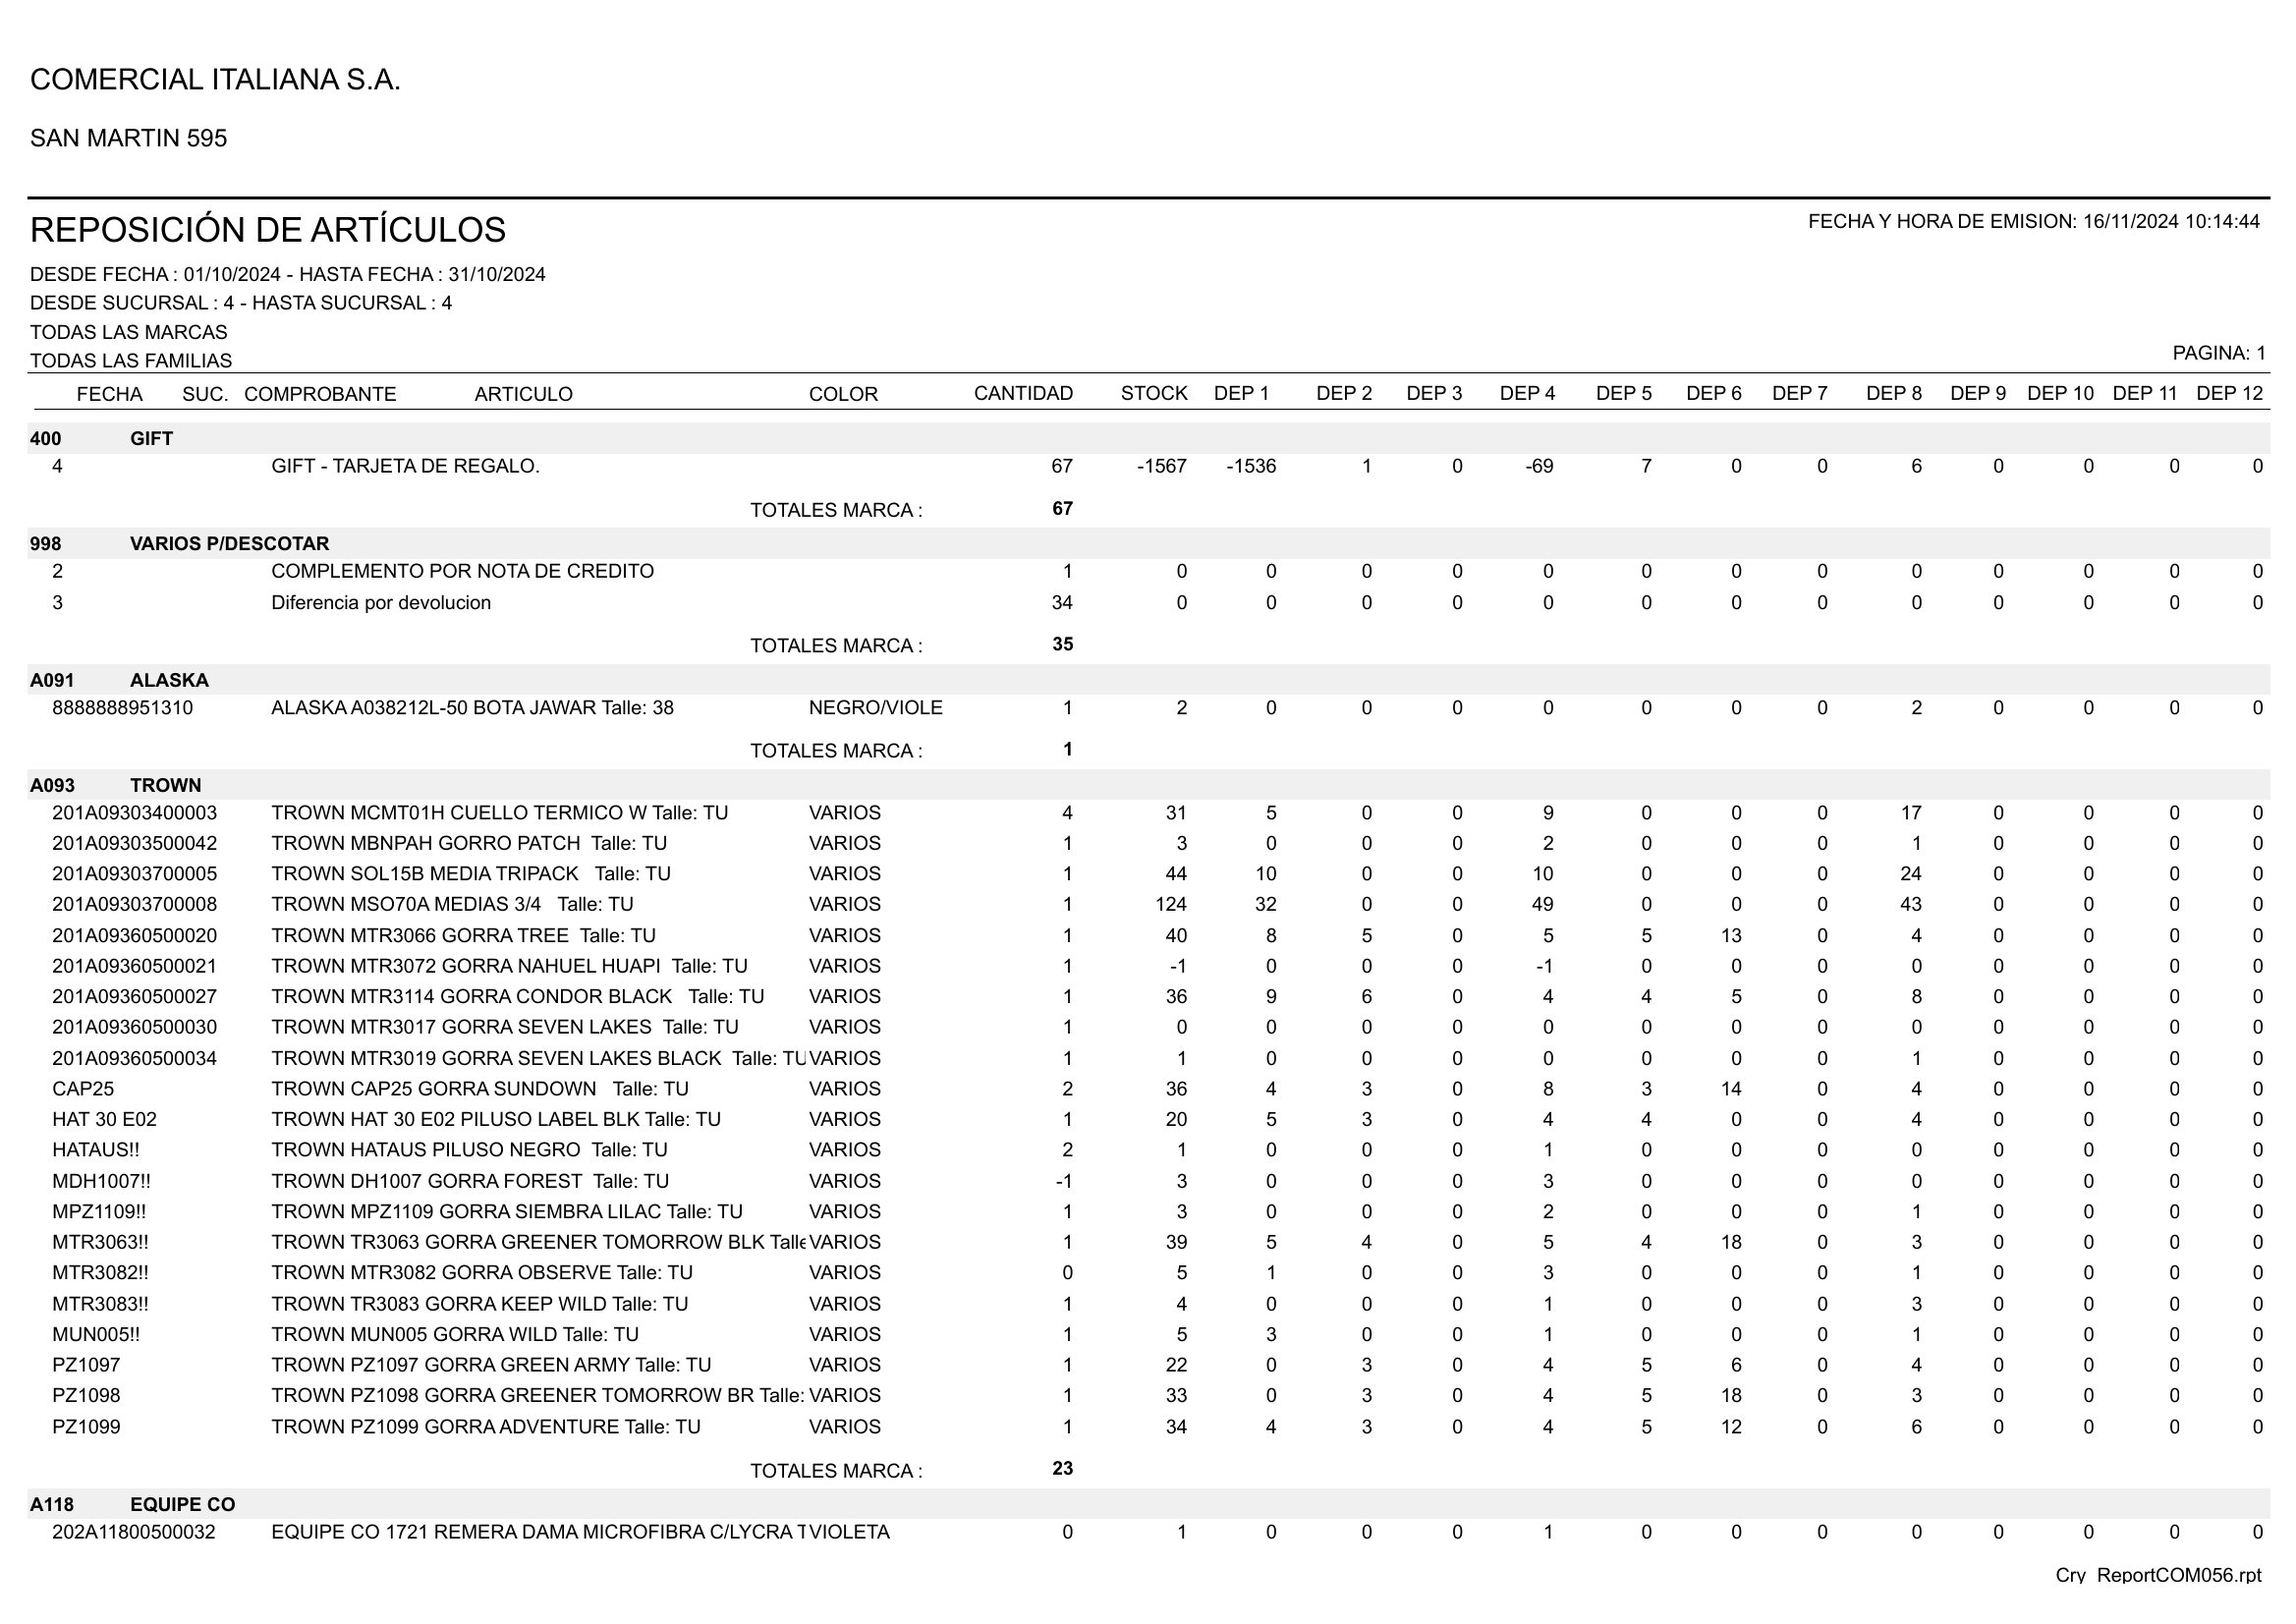 COMERCIAL ITALIANA S.A.
SAN MARTIN 595
REPOSICIÓN DE ARTÍCULOS
FECHA Y HORA DE EMISION: 16/11/2024 10:14:44
DESDE FECHA : 01/10/2024 - HASTA FECHA : 31/10/2024
DESDE SUCURSAL : 4 - HASTA SUCURSAL : 4
TODAS LAS MARCAS
TODAS LAS FAMILIAS
PAGINA: 1
FECHA SUC. COMPROBANTE ARTICULO COLOR CANTIDAD STOCK DEP 1 DEP 2 DEP 3 DEP 4 DEP 5 DEP 6 DEP 7 DEP 8 DEP 9 DEP 10 DEP 11 DEP 12
400 GIFT
4 GIFT - TARJETA DE REGALO. 67 -1567 -1536 1 0 -69 7 0 0 6 0 0 0 0
TOTALES MARCA : 67
998 VARIOS P/DESCOTAR
2 COMPLEMENTO POR NOTA DE CREDITO 1 0 0 0 0 0 0 0 0 0 0 0 0 0
3 Diferencia por devolucion 34 0 0 0 0 0 0 0 0 0 0 0 0 0
TOTALES MARCA : 35
A091 ALASKA
8888888951310 ALASKA A038212L-50 BOTA JAWAR Talle: 38 NEGRO/VIOLE 1 2 0 0 0 0 0 0 0 2 0 0 0 0
TOTALES MARCA : 1
A093 TROWN
201A09303400003 TROWN MCMT01H CUELLO TERMICO W Talle: TU VARIOS 4 31 5 0 0 9 0 0 0 17 0 0 0 0
201A09303500042 TROWN MBNPAH GORRO PATCH Talle: TU VARIOS 1 3 0 0 0 2 0 0 0 1 0 0 0 0
201A09303700005 TROWN SOL15B MEDIA TRIPACK Talle: TU VARIOS 1 44 10 0 0 10 0 0 0 24 0 0 0 0
201A09303700008 TROWN MSO70A MEDIAS 3/4 Talle: TU VARIOS 1 124 32 0 0 49 0 0 0 43 0 0 0 0
201A09360500020 TROWN MTR3066 GORRA TREE Talle: TU VARIOS 1 40 8 5 0 5 5 13 0 4 0 0 0 0
201A09360500021 TROWN MTR3072 GORRA NAHUEL HUAPI Talle: TU VARIOS 1 -1 0 0 0 -1 0 0 0 0 0 0 0 0
201A09360500027 TROWN MTR3114 GORRA CONDOR BLACK Talle: TU VARIOS 1 36 9 6 0 4 4 5 0 8 0 0 0 0
201A09360500030 TROWN MTR3017 GORRA SEVEN LAKES Talle: TU VARIOS 1 0 0 0 0 0 0 0 0 0 0 0 0 0
201A09360500034 TROWN MTR3019 GORRA SEVEN LAKES BLACK Talle: TU VARIOS 1 1 0 0 0 0 0 0 0 1 0 0 0 0
CAP25 TROWN CAP25 GORRA SUNDOWN Talle: TU VARIOS 2 36 4 3 0 8 3 14 0 4 0 0 0 0
HAT 30 E02 TROWN HAT 30 E02 PILUSO LABEL BLK Talle: TU VARIOS 1 20 5 3 0 4 4 0 0 4 0 0 0 0
HATAUS!! TROWN HATAUS PILUSO NEGRO Talle: TU VARIOS 2 1 0 0 0 1 0 0 0 0 0 0 0 0
MDH1007!! TROWN DH1007 GORRA FOREST Talle: TU VARIOS -1 3 0 0 0 3 0 0 0 0 0 0 0 0
MPZ1109!! TROWN MPZ1109 GORRA SIEMBRA LILAC Talle: TU VARIOS 1 3 0 0 0 2 0 0 0 1 0 0 0 0
MTR3063!! TROWN TR3063 GORRA GREENER TOMORROW BLK Talle VARIOS 1 39 5 4 0 5 4 18 0 3 0 0 0 0
MTR3082!! TROWN MTR3082 GORRA OBSERVE Talle: TU VARIOS 0 5 1 0 0 3 0 0 0 1 0 0 0 0
MTR3083!! TROWN TR3083 GORRA KEEP WILD Talle: TU VARIOS 1 4 0 0 0 1 0 0 0 3 0 0 0 0
MUN005!! TROWN MUN005 GORRA WILD Talle: TU VARIOS 1 5 3 0 0 1 0 0 0 1 0 0 0 0
PZ1097 TROWN PZ1097 GORRA GREEN ARMY Talle: TU VARIOS 1 22 0 3 0 4 5 6 0 4 0 0 0 0
PZ1098 TROWN PZ1098 GORRA GREENER TOMORROW BR Talle: VARIOS 1 33 0 3 0 4 5 18 0 3 0 0 0 0
PZ1099 TROWN PZ1099 GORRA ADVENTURE Talle: TU VARIOS 1 34 4 3 0 4 5 12 0 6 0 0 0 0
TOTALES MARCA : 23
A118 EQUIPE CO
202A11800500032 EQUIPE CO 1721 REMERA DAMA MICROFIBRA C/LYCRA T VIOLETA 0 1 0 0 0 1 0 0 0 0 0 0 0 0
Cry_ReportCOM056.rpt